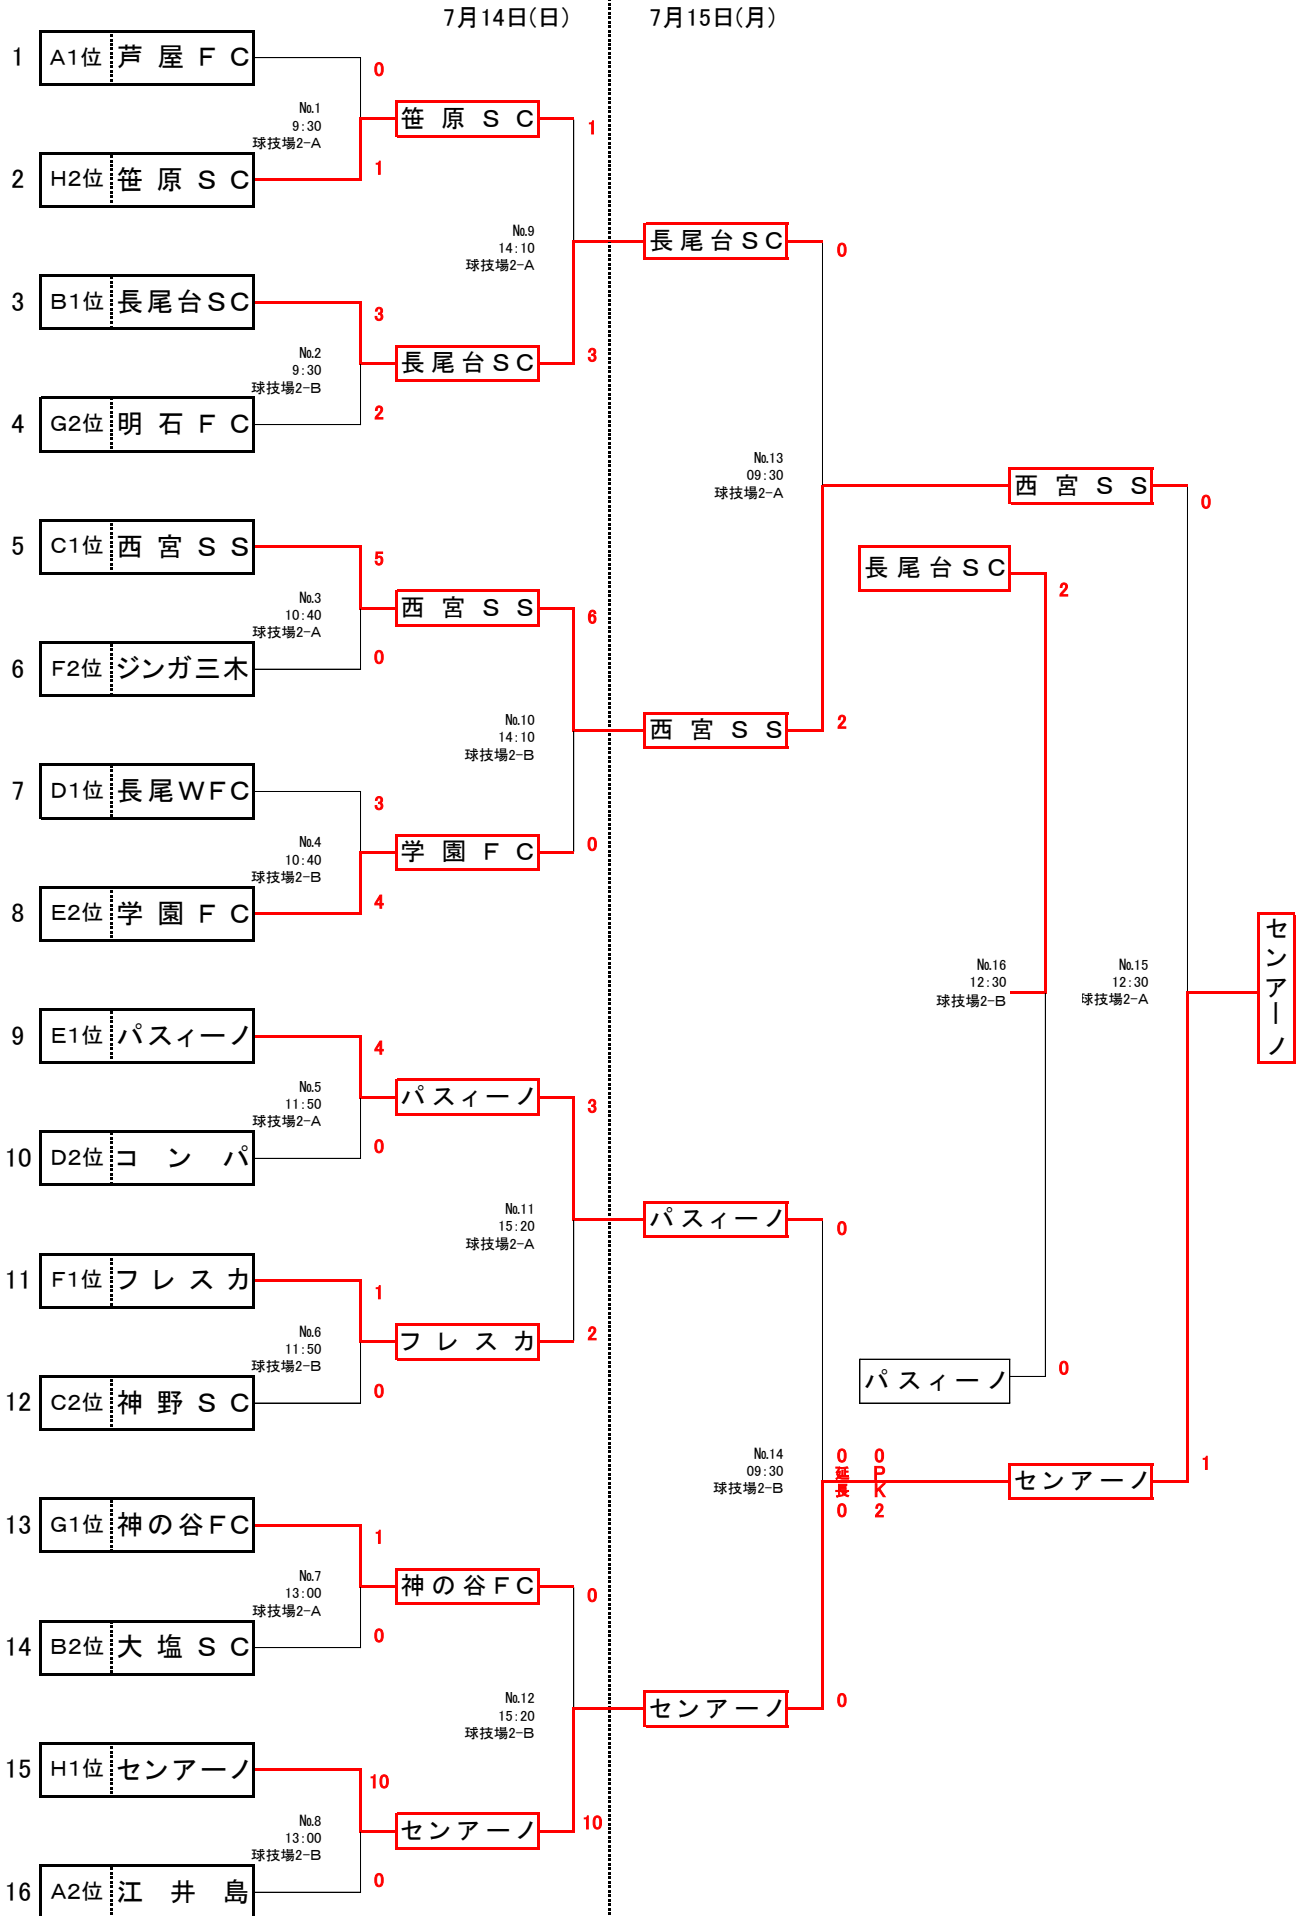 7月14日(日)
7月15日(月)
1 A1位 芦屋FC
0
No.1
9:30
球技場2-A
笹原SC
1
1
2 H2位 笹原SC
No.9
14:10
球技場2-A
長尾台SC
0
3 B1位 長尾台SC
3
No.2
9:30
球技場2-B
長尾台SC
3
2
4 G2位 明石FC
No.13
09:30
球技場2-A
西宮SS
0
5 C1位 西宮SS
5
長尾台SC
2
No.3
10:40
球技場2-A
西宮SS
6
0
6 F2位 ジンガ三木
No.10
14:10
球技場2-B
西宮SS
2
7 D1位 長尾WFC
3
No.4
10:40
球技場2-B
学園FC
0
4
8 E2位 学園FC
No.16
12:30
球技場2-B
No.15
12:30
球技場2-A
センアーノ
9 E1位 パスィーノ
4
No.5
11:50
球技場2-A
パスィーノ
3
0
10 D2位 コンパ
No.11
15:20
球技場2-A
パスィーノ
0
11 F1位 フレスカ
1
No.6
11:50
球技場2-B
フレスカ
2
0
12 C2位 神野SC
パスィーノ
0
No.14
09:30
球技場2-B
0 0
延長 PK
0 2
センアーノ
1
13 G1位 神の谷FC
1
No.7
13:00
球技場2-A
神の谷FC
0
0
14 B2位 大塩SC
No.12
15:20
球技場2-B
センアーノ
0
15 H1位 センアーノ
10
No.8
13:00
球技場2-B
センアーノ
10
0
16 A2位 江井島